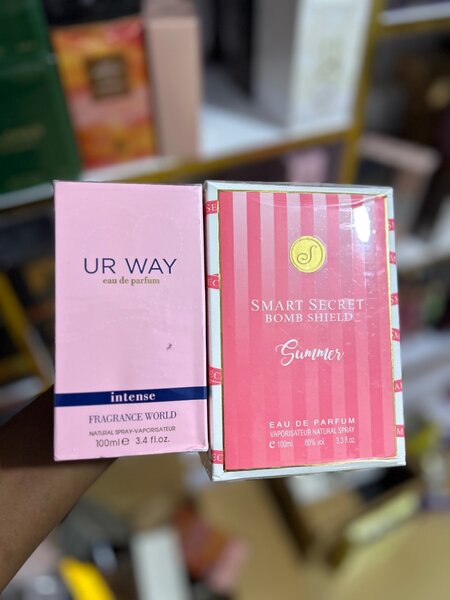 UR WAY
eau de parfum
intense
FRAGRANCE WORLD
NATURAL SPRAY-VAPORISATEUR
100ml e 3.4 fl.oz.
S
SMART SECRET
BOMB SHIELD
Summer
EAU DE PARFUM
VAPORISATEUR NATURAL SPRAY
e 100ml 80% vol. 3.3 fl.oz